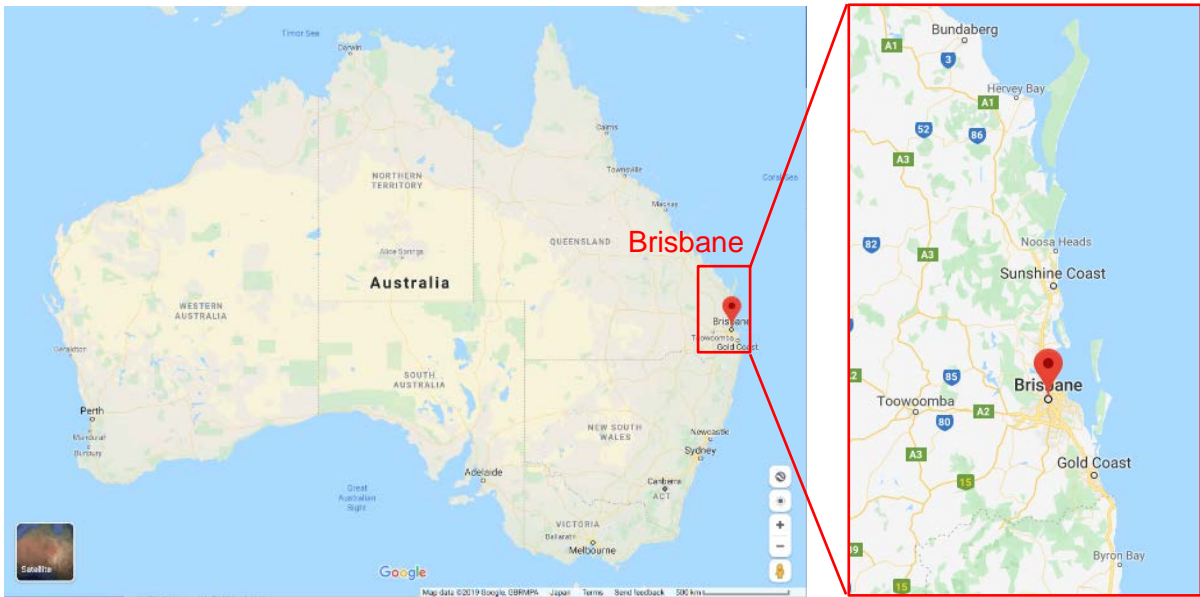 Timor Sea
Darwin
Cairns
Townsville
Coral Sea
Mackay
NORTHERN
TERRITORY
QUEENSLAND
Brisbane
Alice Springs
Australia
WESTERN
AUSTRALIA
Brisbane
Toowoomba
Gold Coast
Geraldton
SOUTH
AUSTRALIA
Perth
Mandurah
Bunbury
NEW SOUTH
WALES
Newcastle
Sydney
Adelaide
Canberra
ACT
Great
Australian
Bight
VICTORIA
Ballarat
Melbourne
Satellite
Google
Map data ©2019 Google, GBRMPA Japan Terms Send feedback 500 km
Bundaberg
A1
3
Hervey Bay
A1
52
86
A3
82
A3
Noosa Heads
Sunshine Coast
2
85
Brisbane
Toowoomba
A2
80
A3
Gold Coast
15
39
Byron Bay
15